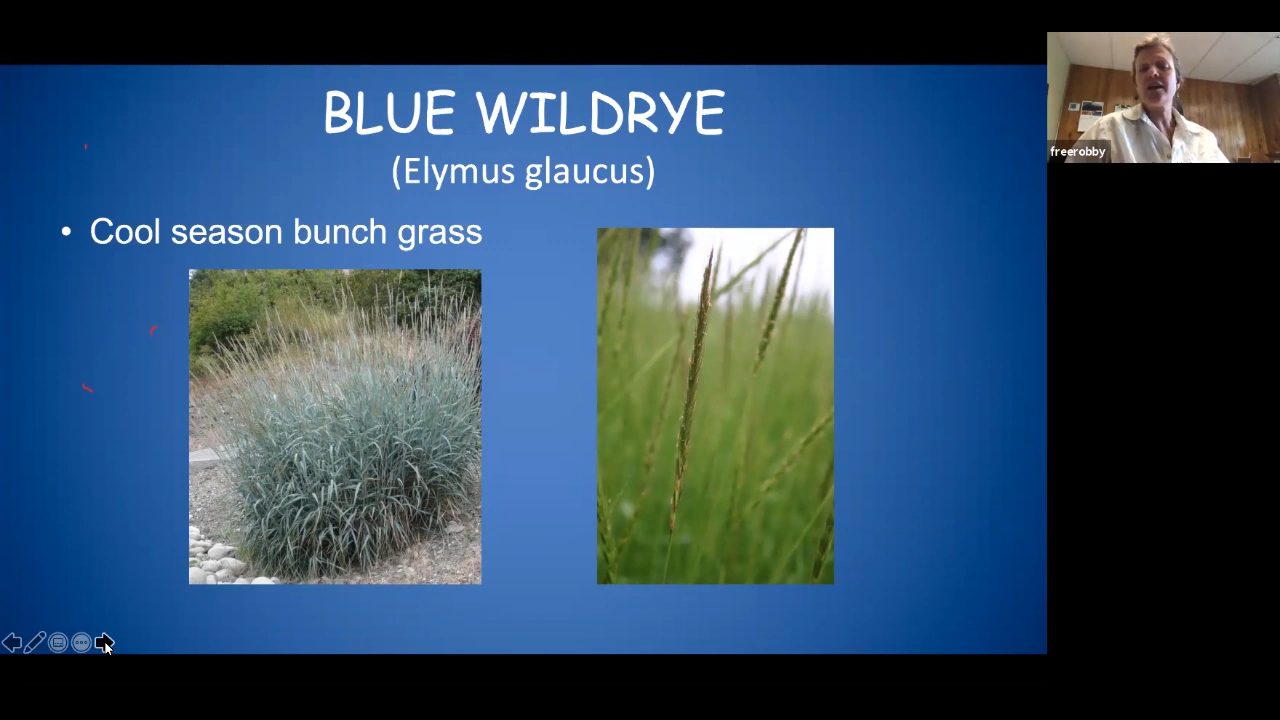 BLUE WILDRYE
(Elymus glaucus)
• Cool season bunch grass
freerobby